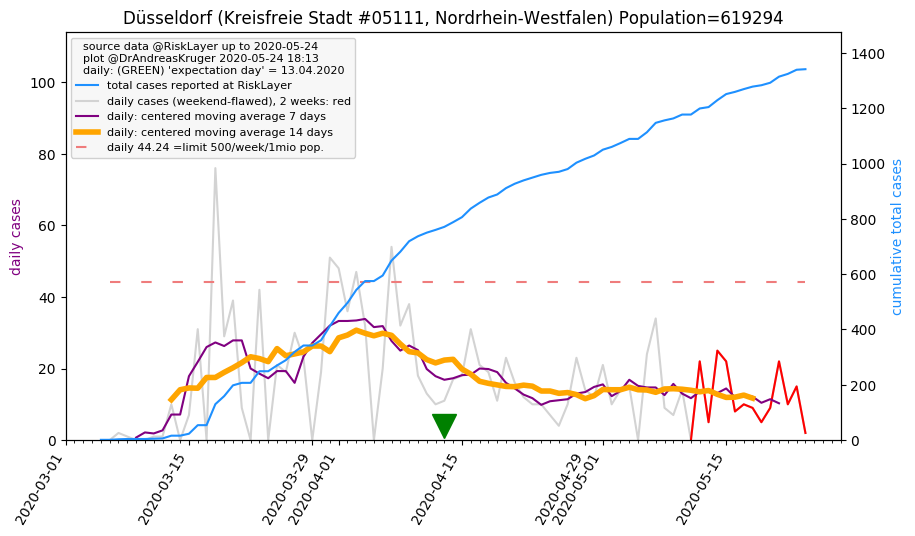 Düsseldorf (Kreisfreie Stadt #05111, Nordrhein-Westfalen) Population=619294
source data @RiskLayer up to 2020-05-24
plot @DrAndreasKruger 2020-05-24 18:13
daily: (GREEN) 'expectation day' = 13.04.2020
total cases reported at RiskLayer
daily cases (weekend-flawed), 2 weeks: red
daily: centered moving average 7 days
daily: centered moving average 14 days
daily 44.24 =limit 500/week/1mio pop.
daily cases
100
80
60
40
20
0
cumulative total cases
1400
1200
1000
800
600
400
200
0
2020-03-01
2020-03-15
2020-03-29
2020-04-01
2020-04-15
2020-04-29
2020-05-01
2020-05-15